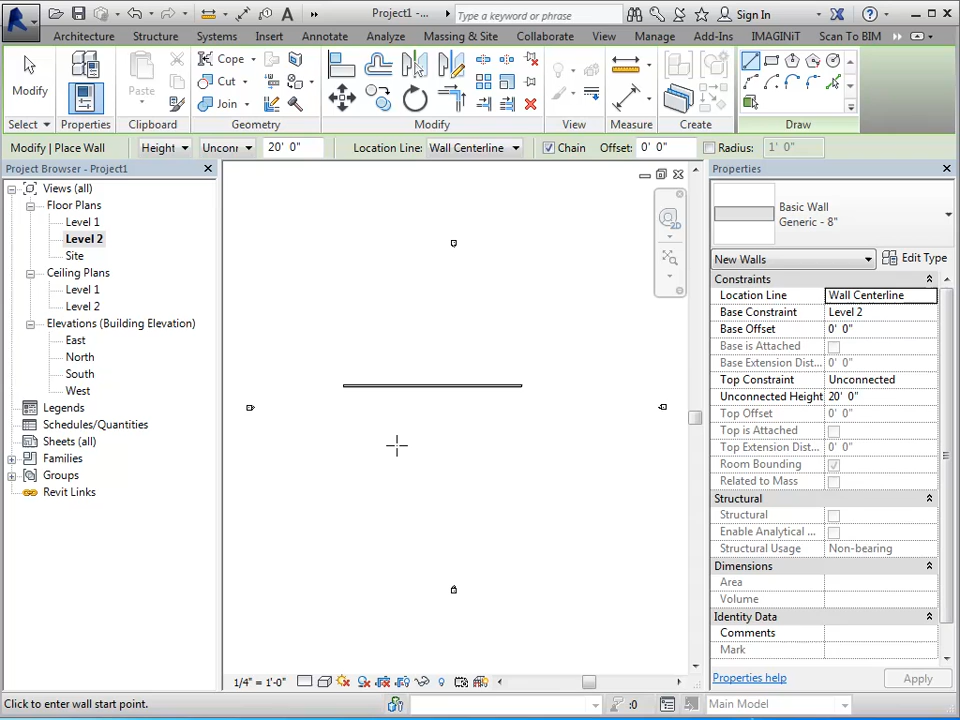 Project1 -...
Type a keyword or phrase
Sign In
Architecture
Structure
Systems
Insert
Annotate
Analyze
Massing & Site
Collaborate
View
Manage
Add-Ins
IMAGINiT
Scan To BIM
Modify
Paste
Cope
Cut
Join
Select
Properties
Clipboard
Geometry
Modify
View
Measure
Create
Draw
Modify | Place Wall
Height
Unconr
20' 0"
Location Line:
Wall Centerline
Chain
Offset:
0' 0"
Radius:
1' 0"
Project Browser - Project1
Views (all)
Floor Plans
Level 1
Level 2
Site
Ceiling Plans
Level 1
Level 2
Elevations (Building Elevation)
East
North
South
West
Legends
Schedules/Quantities
Sheets (all)
Families
Groups
Revit Links
2D
Properties
Basic Wall
Generic - 8"
New Walls
Edit Type
Constraints
Location Line Wall Centerline
Base Constraint Level 2
Base Offset 0' 0"
Base is Attached
Base Extension Dist...
Top Constraint Unconnected
Unconnected Height 20' 0"
Top Offset 0' 0"
Top is Attached
Top Extension Dist... 0' 0"
Room Bounding
Related to Mass
Structural
Structural
Enable Analytical ...
Structural Usage Non-bearing
Dimensions
Area
Volume
Identity Data
Comments
Mark
Properties help
Apply
1/4" = 1'-0"
Click to enter wall start point.
:0
Main Model